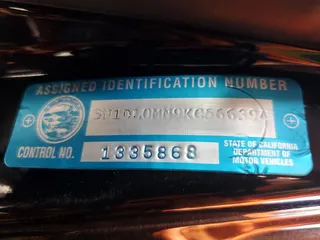 ASSIGNED IDENTIFICATION NUMBER
CONTROL NO. 1335868
STATE OF CALIFORNIA
DEPARTMENT OF
MOTOR VEHICLES